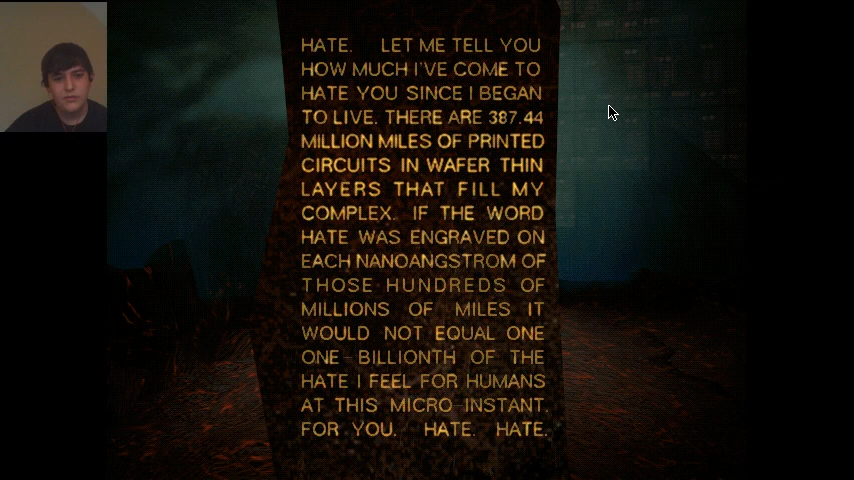 HATE. LET ME TELL YOU
HOW MUCH I'VE COME TO
HATE YOU SINCE I BEGAN
TO LIVE. THERE ARE 387.44
MILLION MILES OF PRINTED
CIRCUITS IN WAFER THIN
LAYERS THAT FILL MY
COMPLEX. IF THE WORD
HATE WAS ENGRAVED ON
EACH NANOANGSTROM OF
THOSE HUNDREDS OF
MILLIONS OF MILES IT
WOULD NOT EQUAL ONE
ONE-BILLIONTH OF THE
HATE I FEEL FOR HUMANS
AT THIS MICRO-INSTANT.
FOR YOU. HATE. HATE.